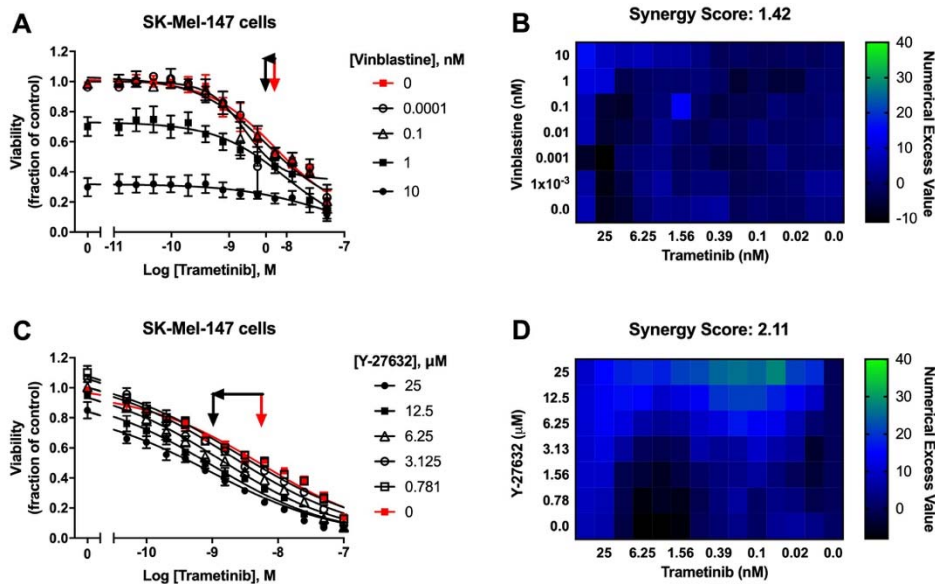 A
SK-Mel-147 cells
Viability
(fraction of control)
1.2
1.0
0.8
0.6
0.4
0.2
0.0
0 -11 -10 -9 0 -8 -7
Log [Trametinib], M
[Vinblastine], nM
0
0.0001
0.1
1
10
B
Synergy Score: 1.42
Vinblastine (nM)
10
1
0.1
0.01
0.001
1x10⁻³
0.0
25 6.25 1.56 0.39 0.1 0.02 0.0
Trametinib (nM)
40
30
20
10
0
-10
Numerical Excess Value
C
SK-Mel-147 cells
Viability
(fraction of control)
1.4
1.2
1.0
0.8
0.6
0.4
0.2
0.0
0 -10 -9 -8 -7
Log [Trametinib], M
[Y-27632], µM
25
12.5
6.25
3.125
0.781
0
D
Synergy Score: 2.11
Y-27632 (µM)
25
12.5
6.25
3.13
1.56
0.78
0.0
25 6.25 1.56 0.39 0.1 0.02 0.0
Trametinib (nM)
40
30
20
10
0
Numerical Excess Value